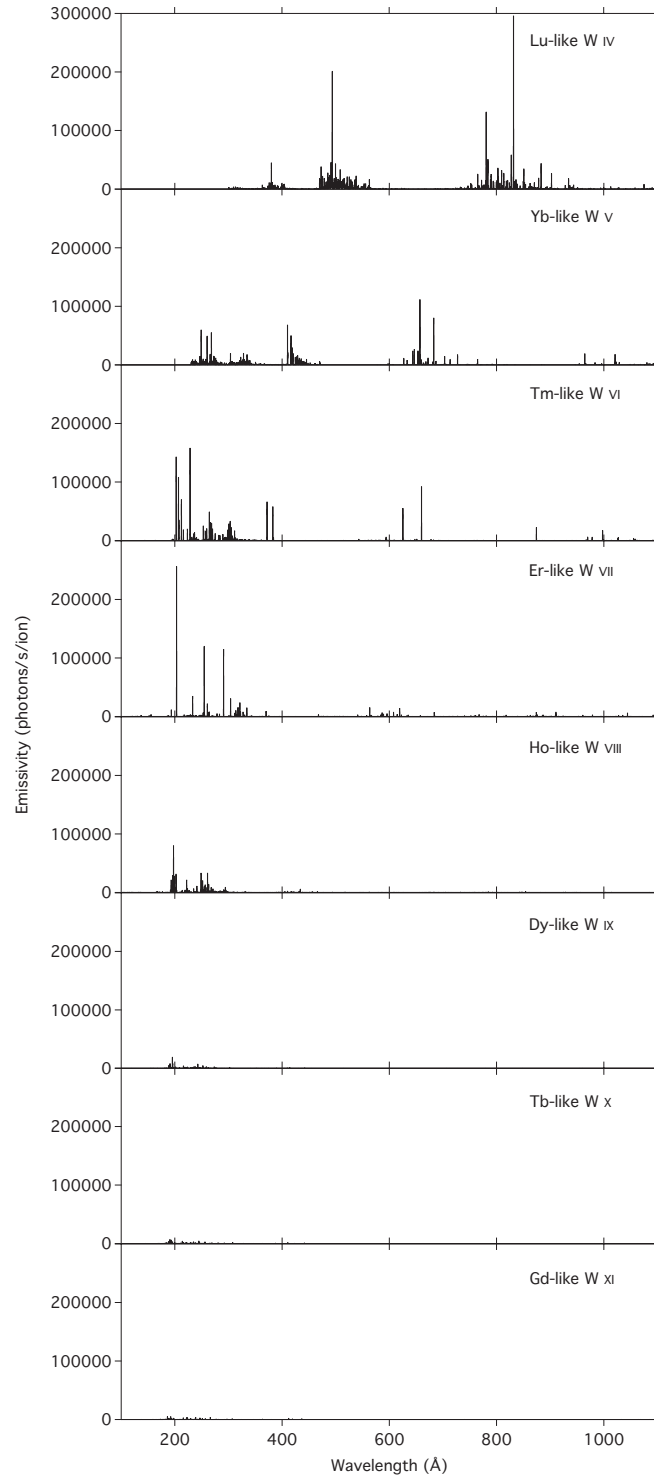 300000
Lu-like W IV
200000
100000
0
Yb-like W V
200000
100000
0
Tm-like W VI
200000
100000
0
Er-like W VII
200000
100000
0
Ho-like W VIII
200000
100000
0
Dy-like W IX
200000
100000
0
Tb-like W X
200000
100000
0
Gd-like W XI
200000
100000
0
200 400 600 800 1000
Wavelength (Å)
Emissivity (photons/s/ion)